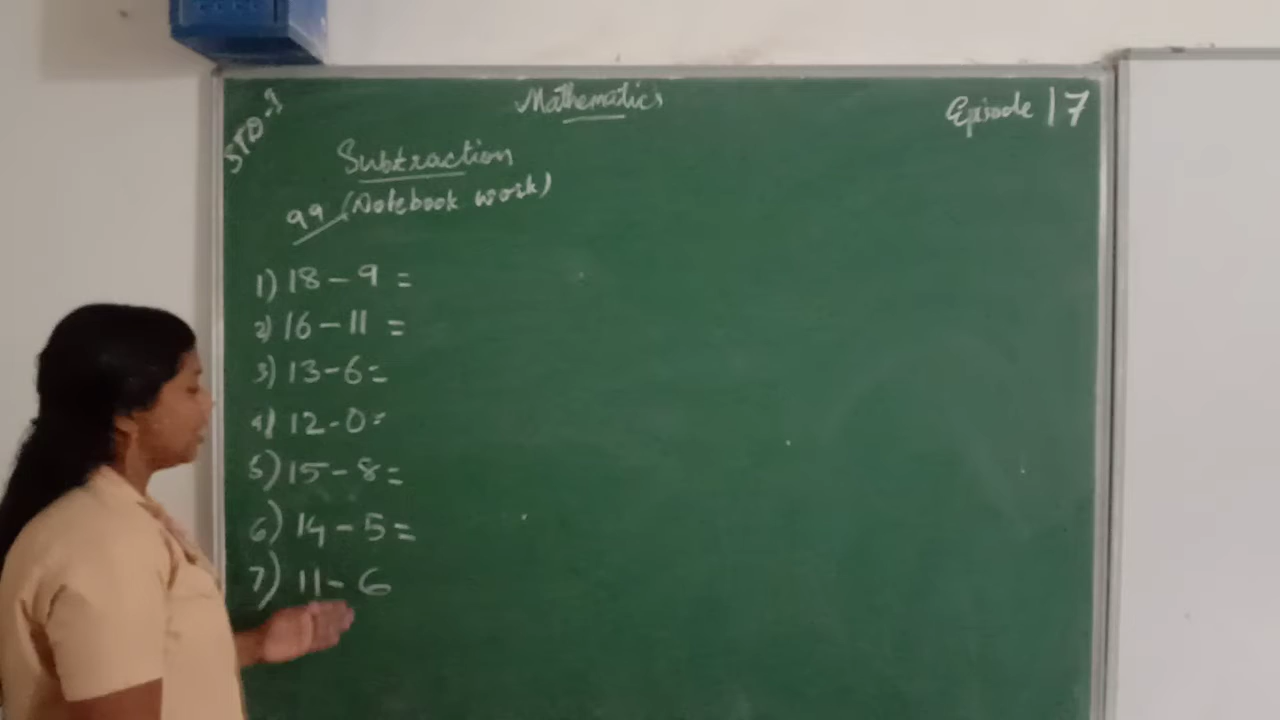 STD-1
Mathematics
Episode 17
Subtraction
99 (Notebook work)
1) 18 - 9 =
2) 16 - 11 =
3) 13 - 6 =
4) 12 - 0 =
5) 15 - 8 =
6) 14 - 5 =
7) 11 - 6